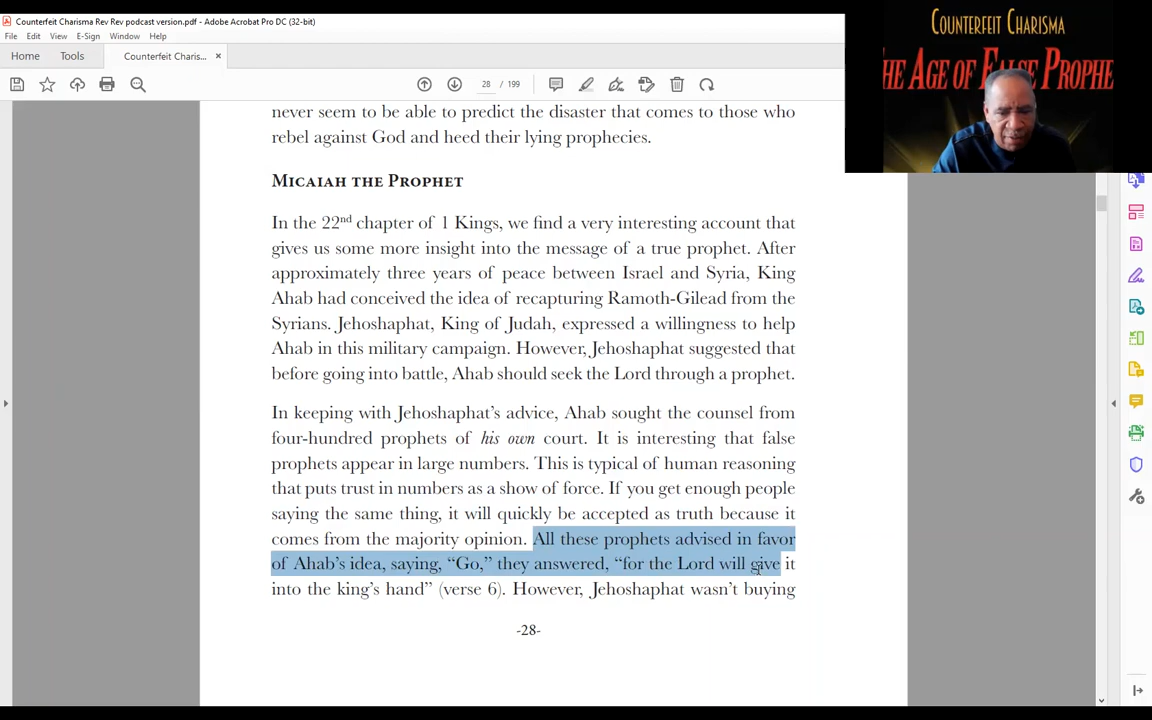 Counterfeit Charisma Rev Rev podcast version.pdf - Adobe Acrobat Pro DC (32-bit)
File Edit View E-Sign Window Help
Home Tools Counterfeit Charis... ×
28 / 199
COUNTERFEIT CHARISMA
HE AGE OF FALSE PROPHE
never seem to be able to predict the disaster that comes to those who
rebel against God and heed their lying prophecies.
MICAIAH THE PROPHET
In the 22nd chapter of 1 Kings, we find a very interesting account that
gives us some more insight into the message of a true prophet. After
approximately three years of peace between Israel and Syria, King
Ahab had conceived the idea of recapturing Ramoth-Gilead from the
Syrians. Jehoshaphat, King of Judah, expressed a willingness to help
Ahab in this military campaign. However, Jehoshaphat suggested that
before going into battle, Ahab should seek the Lord through a prophet.
In keeping with Jehoshaphat’s advice, Ahab sought the counsel from
four-hundred prophets of his own court. It is interesting that false
prophets appear in large numbers. This is typical of human reasoning
that puts trust in numbers as a show of force. If you get enough people
saying the same thing, it will quickly be accepted as truth because it
comes from the majority opinion. All these prophets advised in favor
of Ahab’s idea, saying, “Go,” they answered, “for the Lord will give it
into the king’s hand” (verse 6). However, Jehoshaphat wasn’t buying
-28-